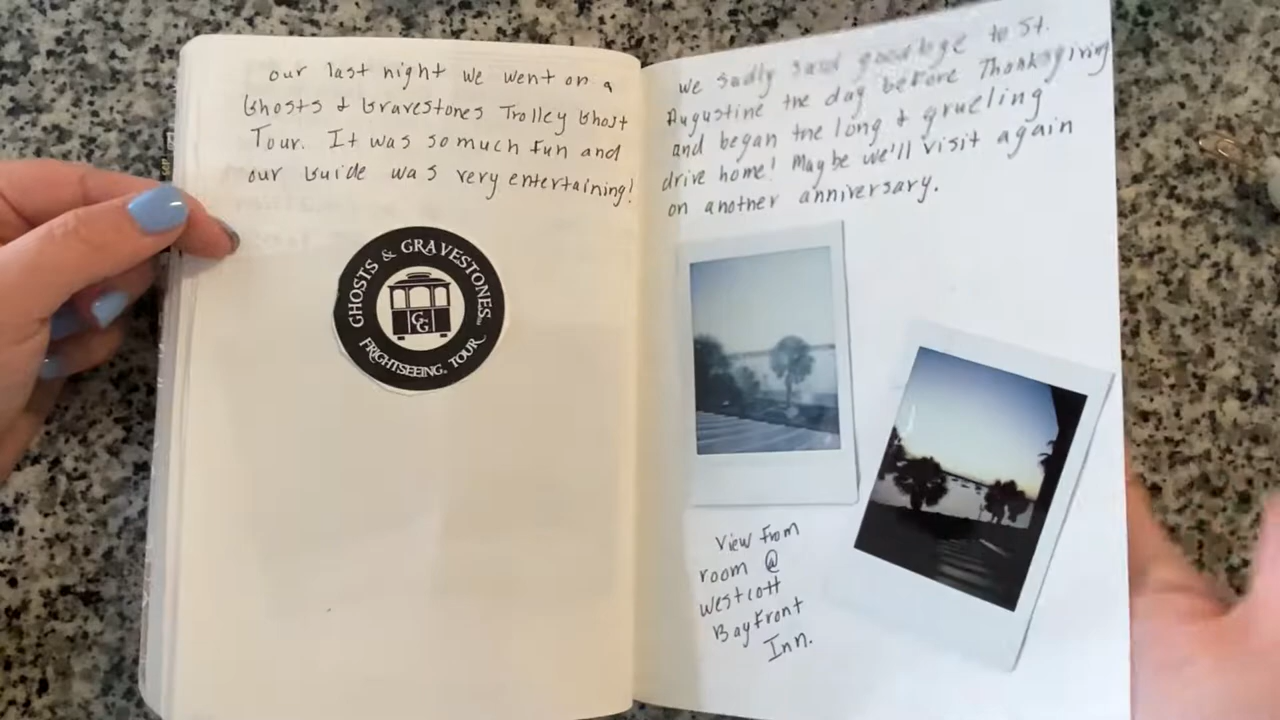 our last night we went on a
Ghosts & Gravestones Trolley Ghost
Tour. It was so much fun and
our Guide was very entertaining!
GHOSTS & GRAVESTONES
G&G
FRIGHTSEEING TOUR
we sadly said goodbye to St.
Augustine the day before Thanksgiving
and began the long & grueling
drive home! Maybe we'll visit again
on another anniversary.
View from
room @
Westcott
Bayfront
Inn.